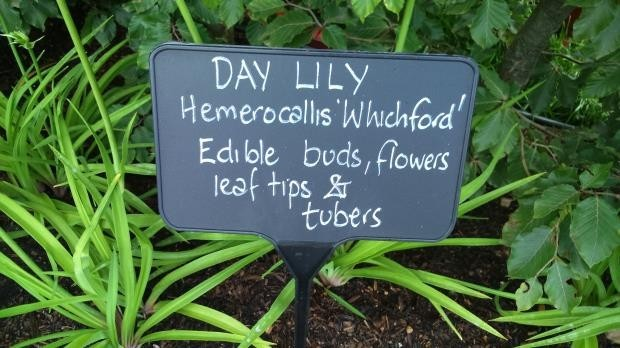 DAY LILY
Hemerocallis 'Whichford'
Edible buds, flowers
leaf tips &
tubers